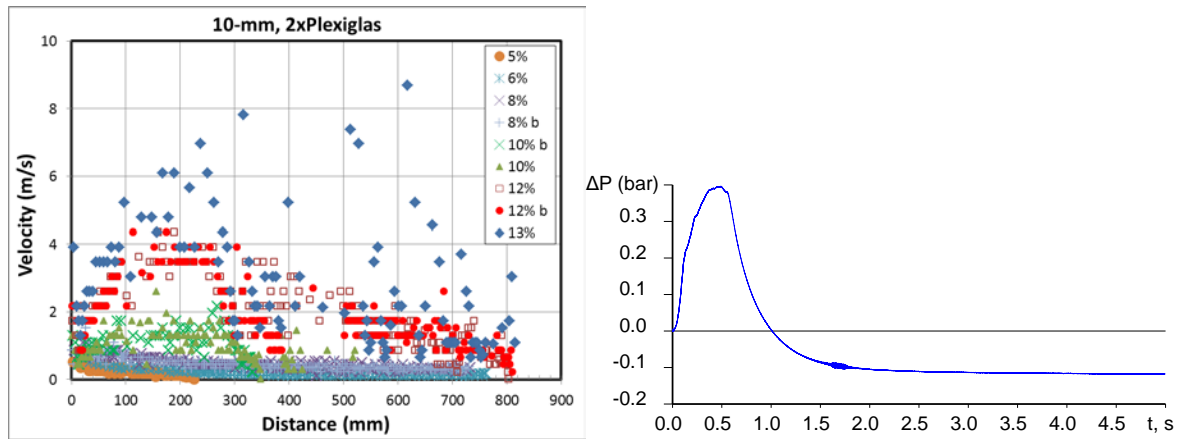 10-mm, 2xPlexiglas
Velocity (m/s)
10
8
6
4
2
0
0 100 200 300 400 500 600 700 800 900
Distance (mm)
5%
6%
8%
8% b
10% b
10%
12%
12% b
13%
ΔP (bar)
0.3
0.2
0.1
0.0
-0.1
-0.2
0.0 0.5 1.0 1.5 2.0 2.5 3.0 3.5 4.0 4.5 t, s